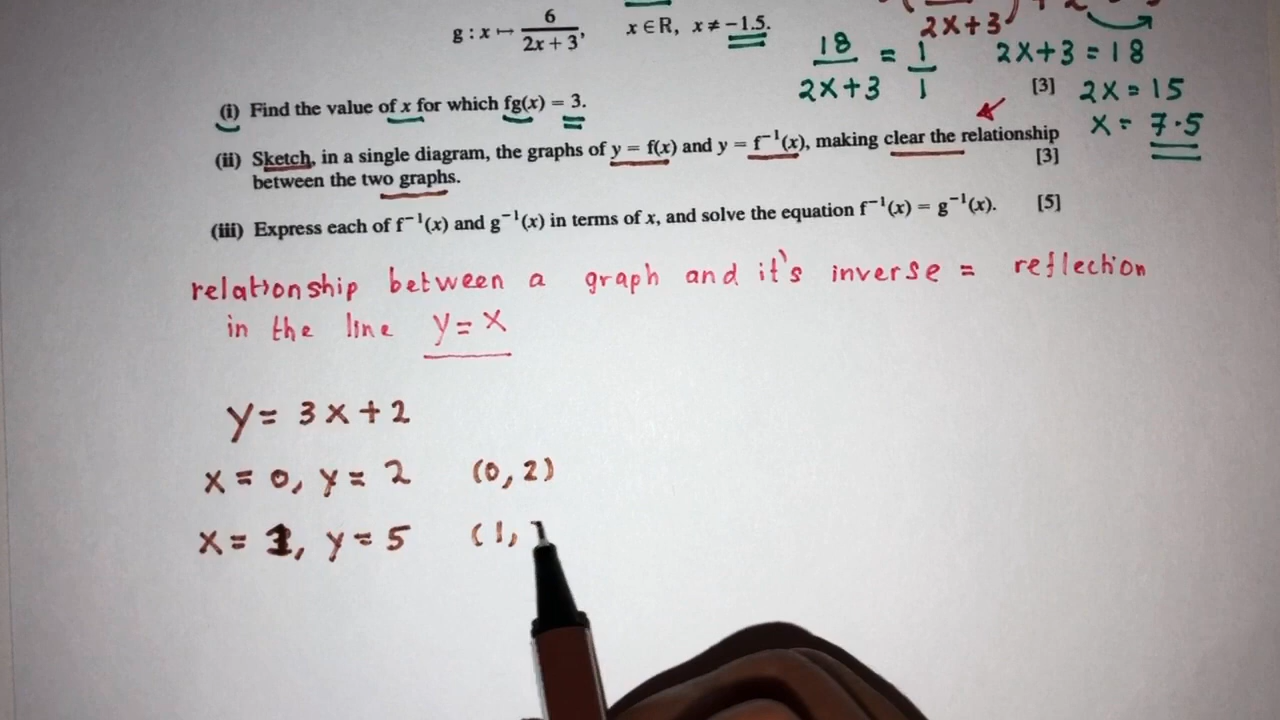 g : x ↦ 6/(2x + 3), x ∈ R, x ≠ −1.5.
2x+3
18/(2x+3) = 1/1
2x+3 = 18
2x = 15
x = 7.5
(i) Find the value of x for which fg(x) = 3. [3]
(ii) Sketch, in a single diagram, the graphs of y = f(x) and y = f⁻¹(x), making clear the relationship
between the two graphs. [3]
(iii) Express each of f⁻¹(x) and g⁻¹(x) in terms of x, and solve the equation f⁻¹(x) = g⁻¹(x). [5]
relationship between a graph and it's inverse = reflection
in the line y = x
y = 3x + 2
x = 0, y = 2 (0, 2)
x = 1, y = 5 (1,